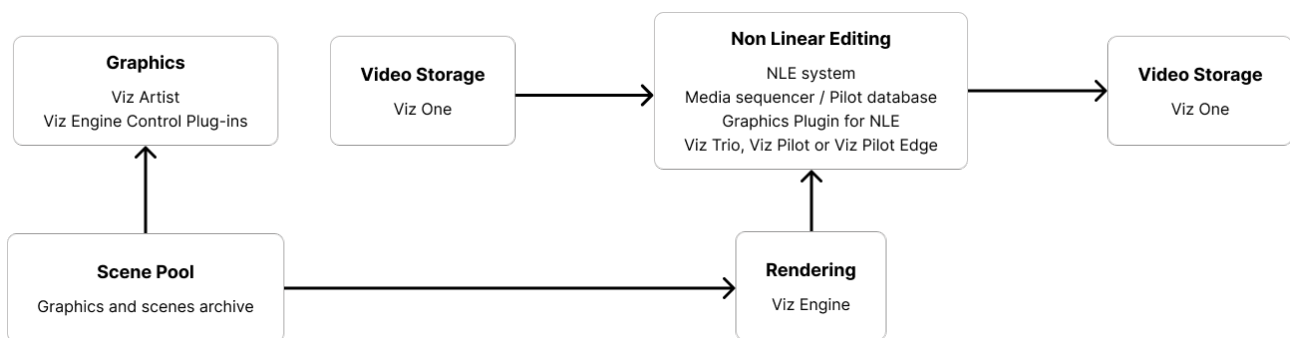 Graphics
Viz Artist
Viz Engine Control Plug-ins
Video Storage
Viz One
Non Linear Editing
NLE system
Media sequencer / Pilot database
Graphics Plugin for NLE
Viz Trio, Viz Pilot or Viz Pilot Edge
Video Storage
Viz One
Scene Pool
Graphics and scenes archive
Rendering
Viz Engine